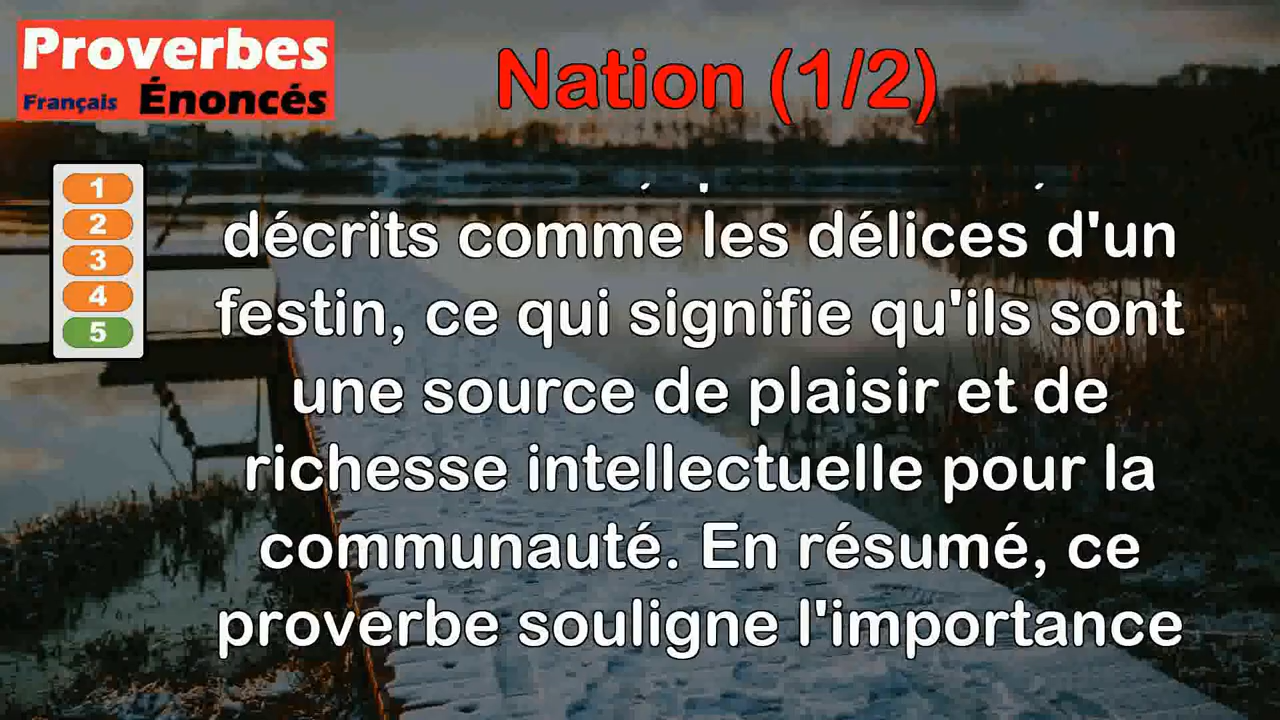 Proverbes
Français Énoncés
Nation (1/2)
1
2
3
4
5
décrits comme les délices d'un
festin, ce qui signifie qu'ils sont
une source de plaisir et de
richesse intellectuelle pour la
communauté. En résumé, ce
proverbe souligne l'importance